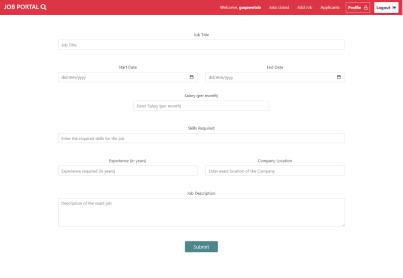 JOB PORTAL
Welcome,
Jobs Listed
Add Job
Applicants
Profile
Logout
Job Title
Job Title
Start Date
End Date
dd/mm/yyyy
dd/mm/yyyy
Salary (per month)
Enter Salary (per month)
Skills Required
Enter the required skills for the job
Experience (in years)
Company Location
Experience required (in years)
Enter exact location of the Company
Job Description
Description of the exact job
Submit